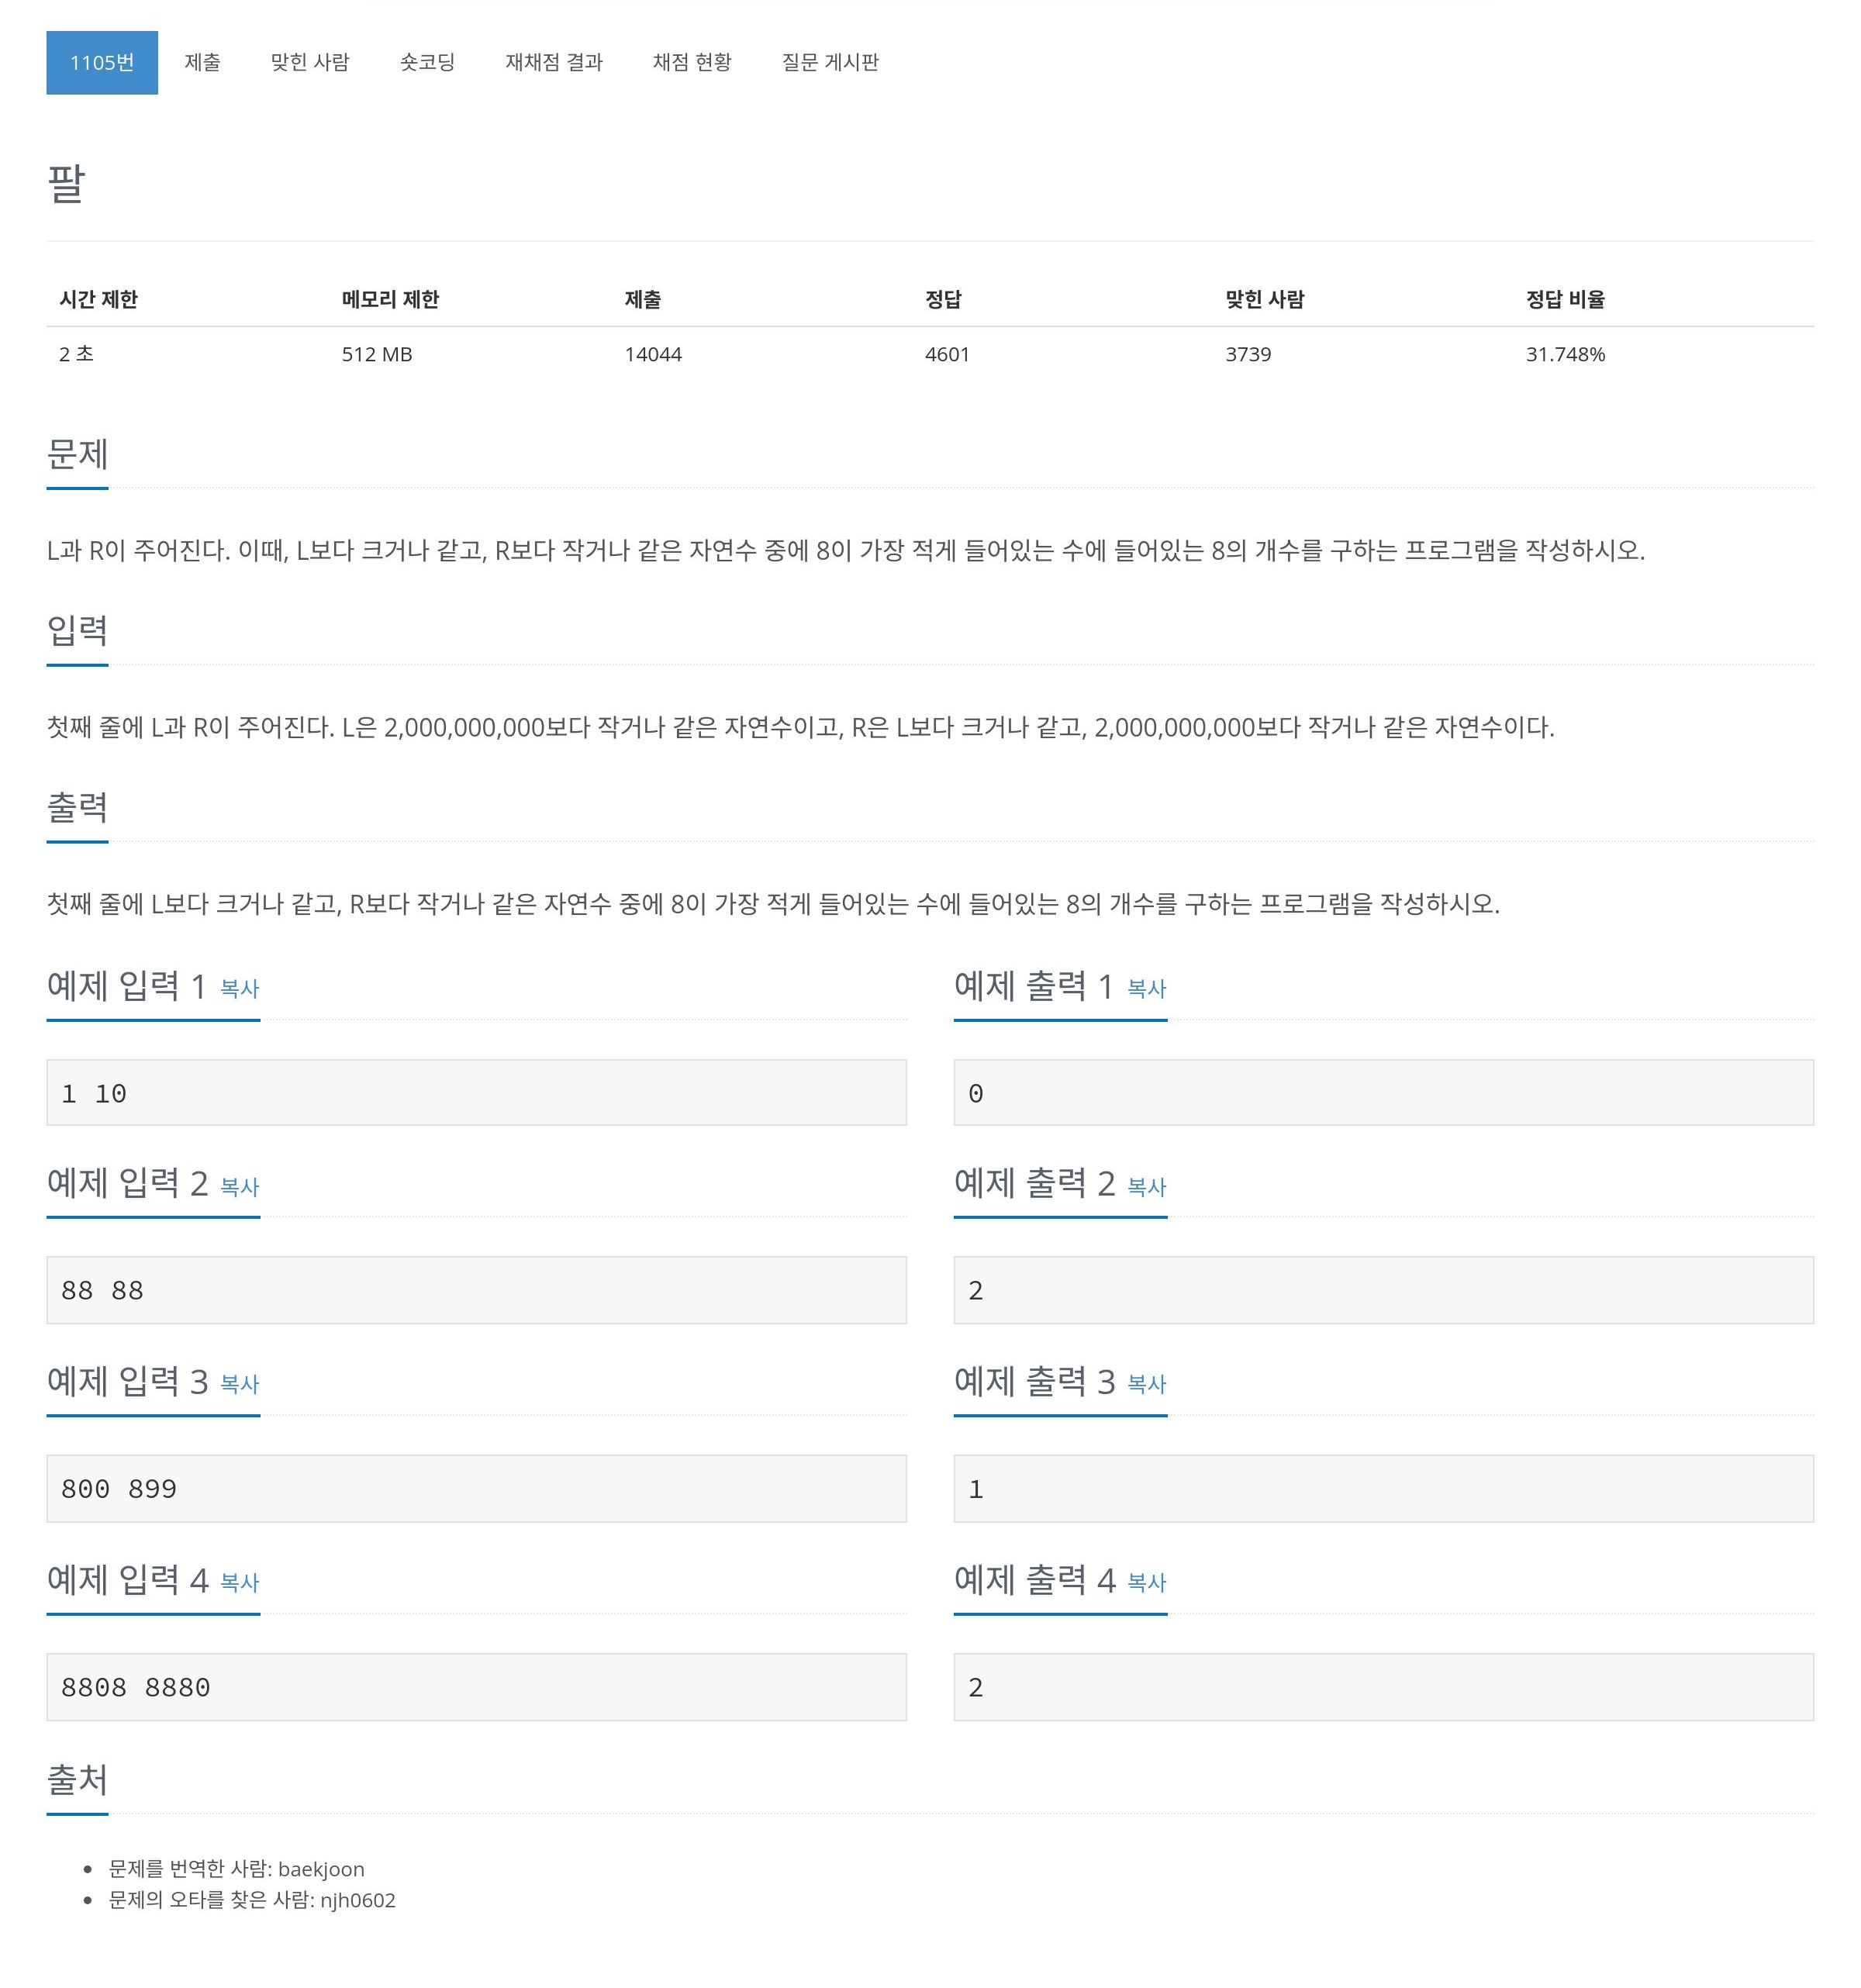 1105번 제출 맞힌 사람 숏코딩 재채점 결과 채점 현황 질문 게시판
팔
시간 제한 메모리 제한 제출 정답 맞힌 사람 정답 비율
2 초 512 MB 14044 4601 3739 31.748%
문제
L과 R이 주어진다. 이때, L보다 크거나 같고, R보다 작거나 같은 자연수 중에 8이 가장 적게 들어있는 수에 들어있는 8의 개수를 구하는 프로그램을 작성하시오.
입력
첫째 줄에 L과 R이 주어진다. L은 2,000,000,000보다 작거나 같은 자연수이고, R은 L보다 크거나 같고, 2,000,000,000보다 작거나 같은 자연수이다.
출력
첫째 줄에 L보다 크거나 같고, R보다 작거나 같은 자연수 중에 8이 가장 적게 들어있는 수에 들어있는 8의 개수를 구하는 프로그램을 작성하시오.
예제 입력 1 복사 예제 출력 1 복사
1 10 0
예제 입력 2 복사 예제 출력 2 복사
88 88 2
예제 입력 3 복사 예제 출력 3 복사
800 899 1
예제 입력 4 복사 예제 출력 4 복사
8808 8880 2
출처
• 문제를 번역한 사람: baekjoon
• 문제의 오타를 찾은 사람: njh0602